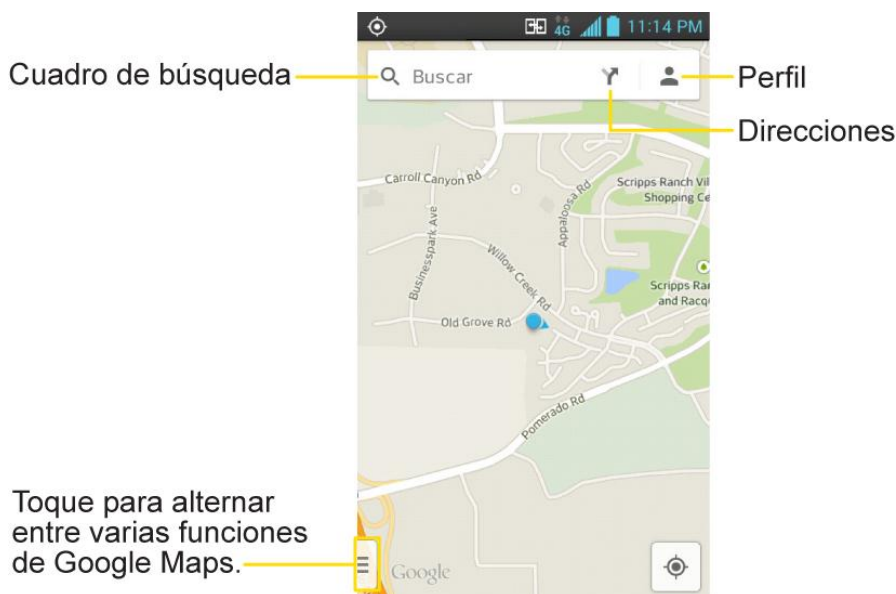 4G 11:14 PM
Cuadro de búsqueda
Buscar
Perfil
Direcciones
Carroll Canyon Rd
Businesspark Ave
Appaloosa Rd
Scripps Ranch Vil
Shopping Ce
Willow Creek Rd
Scripps Ran
and Racqu
Old Grove Rd
Pomerado Rd
Toque para alternar
entre varias funciones
de Google Maps.
Google